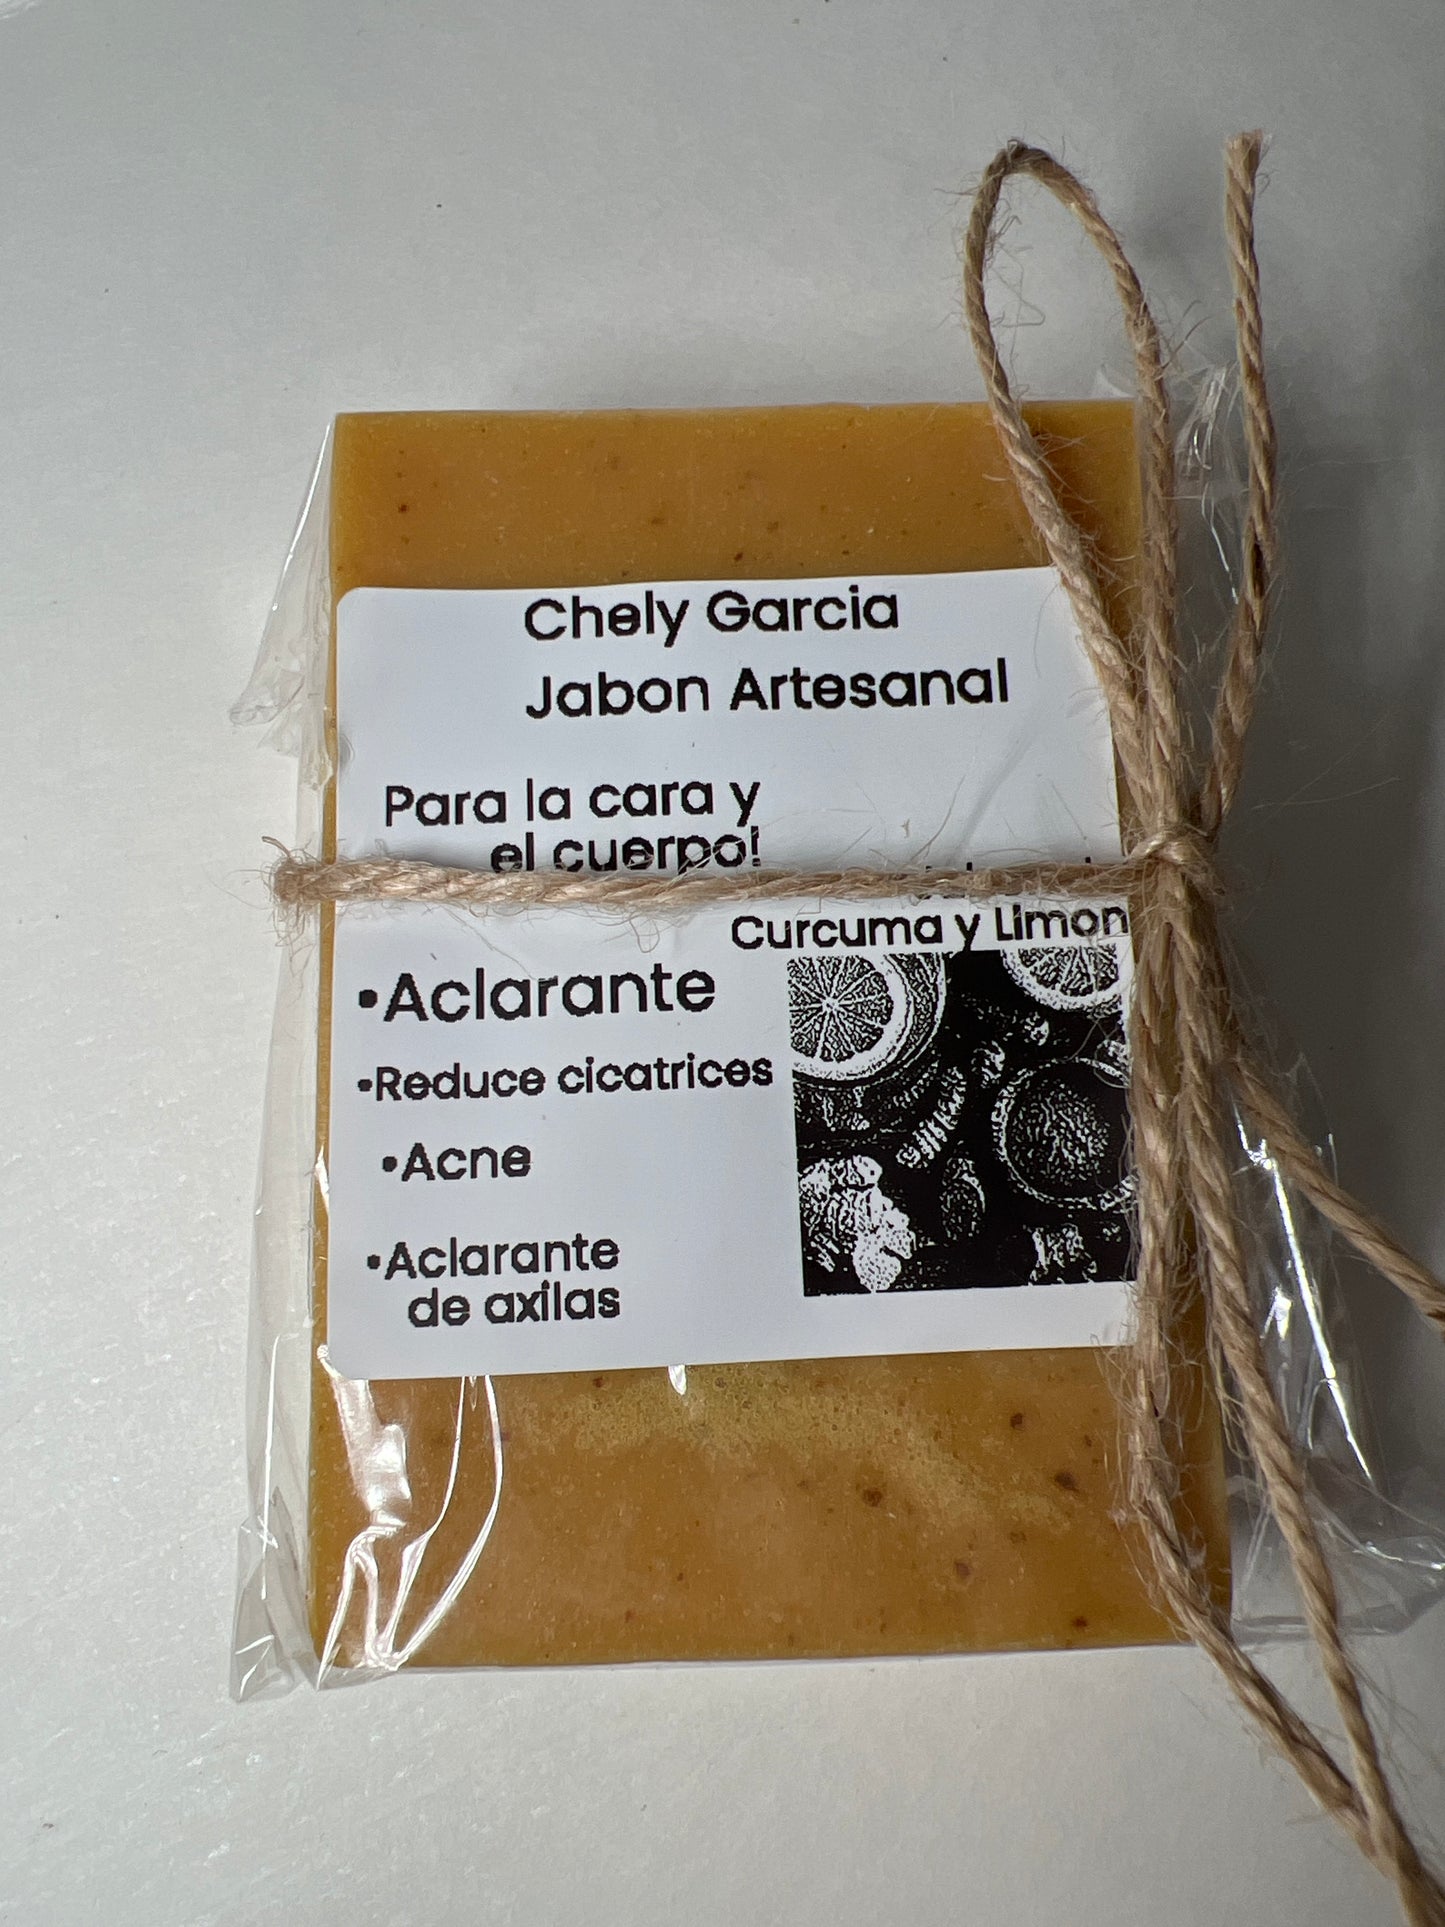 Chely Garcia
Jabon Artesanal
Para la cara y
el cuerpo!
Curcuma y Limon
•Aclarante
•Reduce cicatrices
•Acne
•Aclarante
de axilas